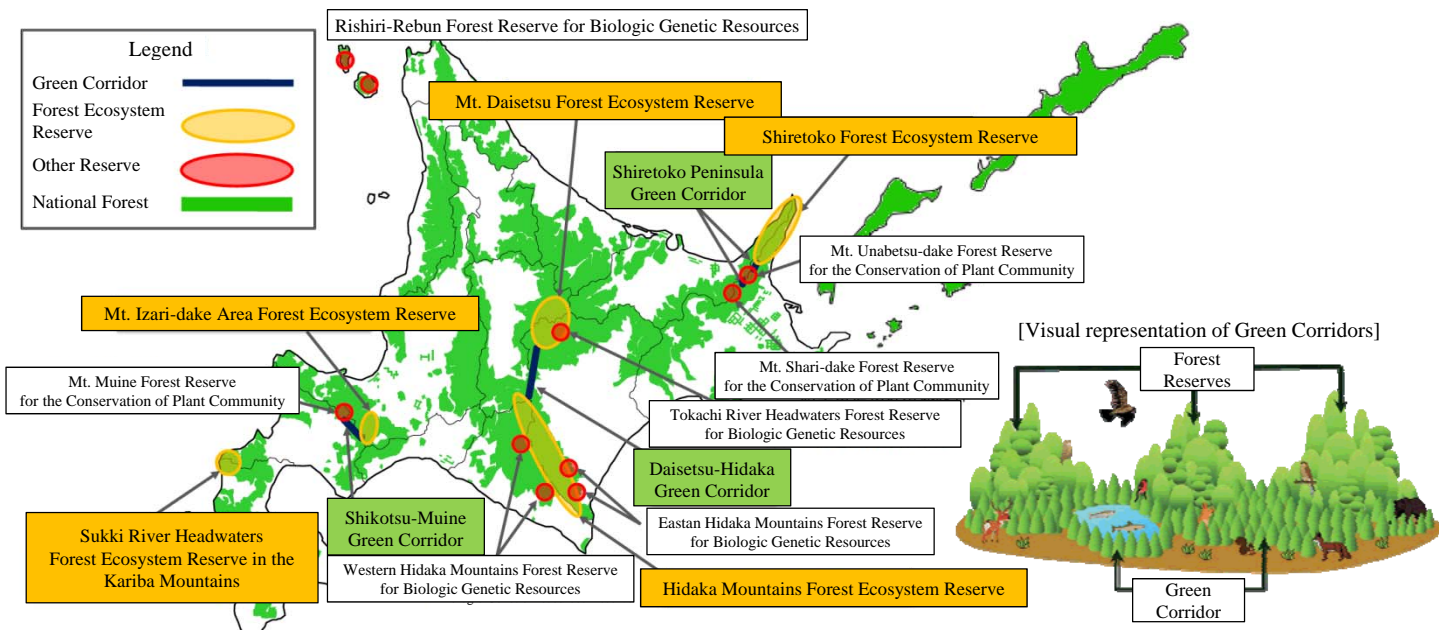 Rishiri-Rebun Forest Reserve for Biologic Genetic Resources
Legend
Green Corridor
Forest Ecosystem
Reserve
Other Reserve
National Forest
Mt. Daisetsu Forest Ecosystem Reserve
Shiretoko Forest Ecosystem Reserve
Shiretoko Peninsula
Green Corridor
Mt. Unabetsu-dake Forest Reserve
for the Conservation of Plant Community
Mt. Izari-dake Area Forest Ecosystem Reserve
[Visual representation of Green Corridors]
Forest
Reserves
Mt. Muine Forest Reserve
for the Conservation of Plant Community
Mt. Shari-dake Forest Reserve
for the Conservation of Plant Community
Tokachi River Headwaters Forest Reserve
for Biologic Genetic Resources
Daisetsu-Hidaka
Green Corridor
Shikotsu-Muine
Green Corridor
Eastan Hidaka Mountains Forest Reserve
for Biologic Genetic Resources
Sukki River Headwaters
Forest Ecosystem Reserve in the
Kariba Mountains
Western Hidaka Mountains Forest Reserve
for Biologic Genetic Resources
Hidaka Mountains Forest Ecosystem Reserve
Green
Corridor